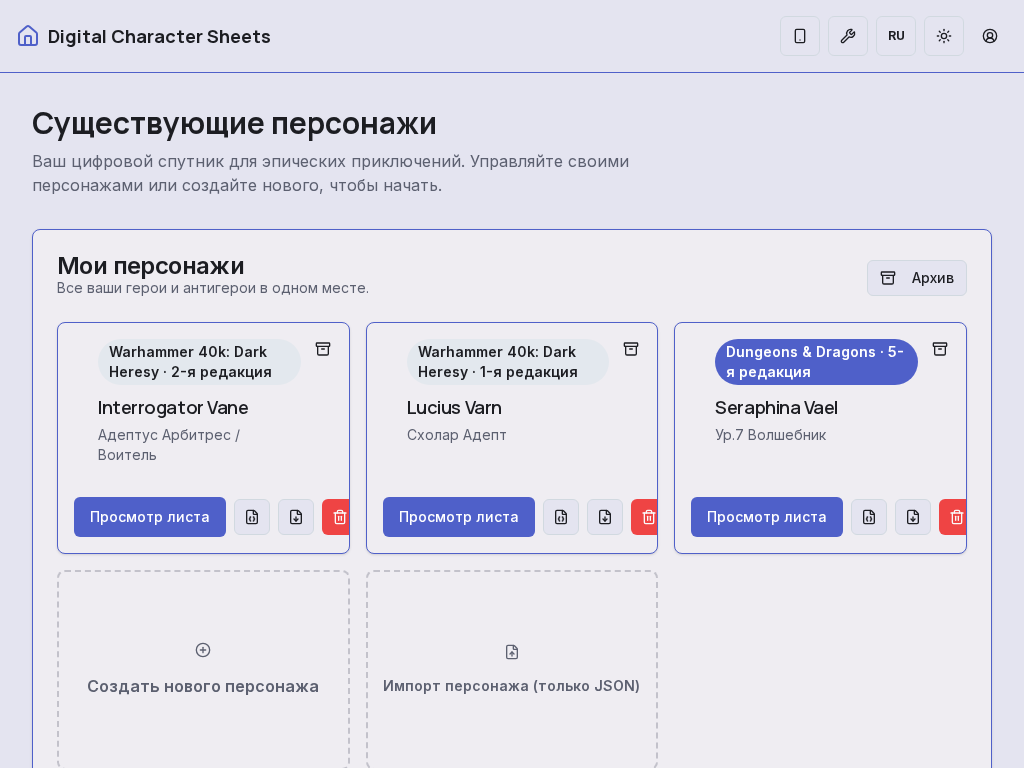 Digital Character Sheets
RU
Существующие персонажи
Ваш цифровой спутник для эпических приключений. Управляйте своими
персонажами или создайте нового, чтобы начать.
Мои персонажи
Все ваши герои и антигерои в одном месте.
Архив
Warhammer 40k: Dark
Heresy · 2-я редакция
Interrogator Vane
Адептус Арбитрес /
Воитель
Просмотр листа
Warhammer 40k: Dark
Heresy · 1-я редакция
Lucius Varn
Схолар Адепт
Просмотр листа
Dungeons & Dragons · 5-
я редакция
Seraphina Vael
Ур.7 Волшебник
Просмотр листа
Создать нового персонажа
Импорт персонажа (только JSON)